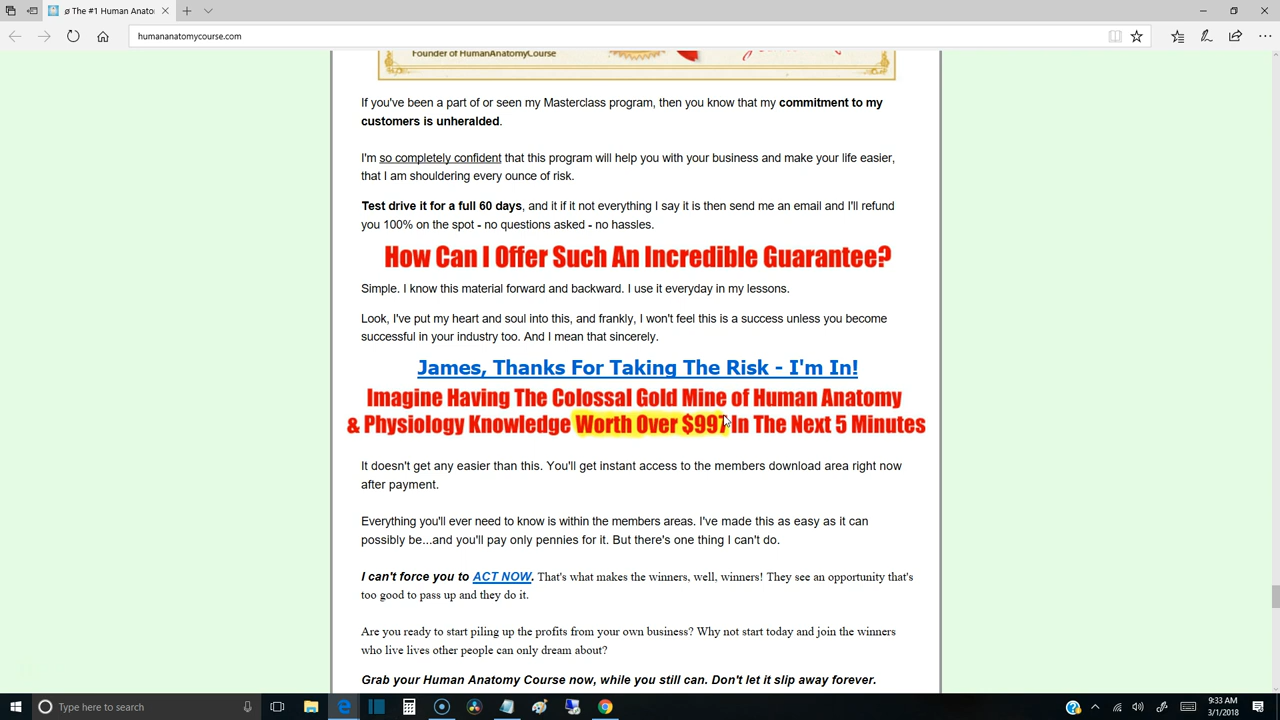 ø The #1 Human Anato
humananatomycourse.com
Founder of HumanAnatomyCourse
If you've been a part of or seen my Masterclass program, then you know that my commitment to my
customers is unheralded.
I'm so completely confident that this program will help you with your business and make your life easier,
that I am shouldering every ounce of risk.
Test drive it for a full 60 days, and it if it not everything I say it is then send me an email and I'll refund
you 100% on the spot - no questions asked - no hassles.
How Can I Offer Such An Incredible Guarantee?
Simple. I know this material forward and backward. I use it everyday in my lessons.
Look, I've put my heart and soul into this, and frankly, I won't feel this is a success unless you become
successful in your industry too. And I mean that sincerely.
James, Thanks For Taking The Risk - I'm In!
Imagine Having The Colossal Gold Mine of Human Anatomy
& Physiology Knowledge Worth Over $997 In The Next 5 Minutes
It doesn't get any easier than this. You'll get instant access to the members download area right now
after payment.
Everything you'll ever need to know is within the members areas. I've made this as easy as it can
possibly be...and you'll pay only pennies for it. But there's one thing I can't do.
I can't force you to ACT NOW. That's what makes the winners, well, winners! They see an opportunity that's
too good to pass up and they do it.
Are you ready to start piling up the profits from your own business? Why not start today and join the winners
who live lives other people can only dream about?
Grab your Human Anatomy Course now, while you still can. Don't let it slip away forever.
Type here to search
9:33 AM
3/1/2018